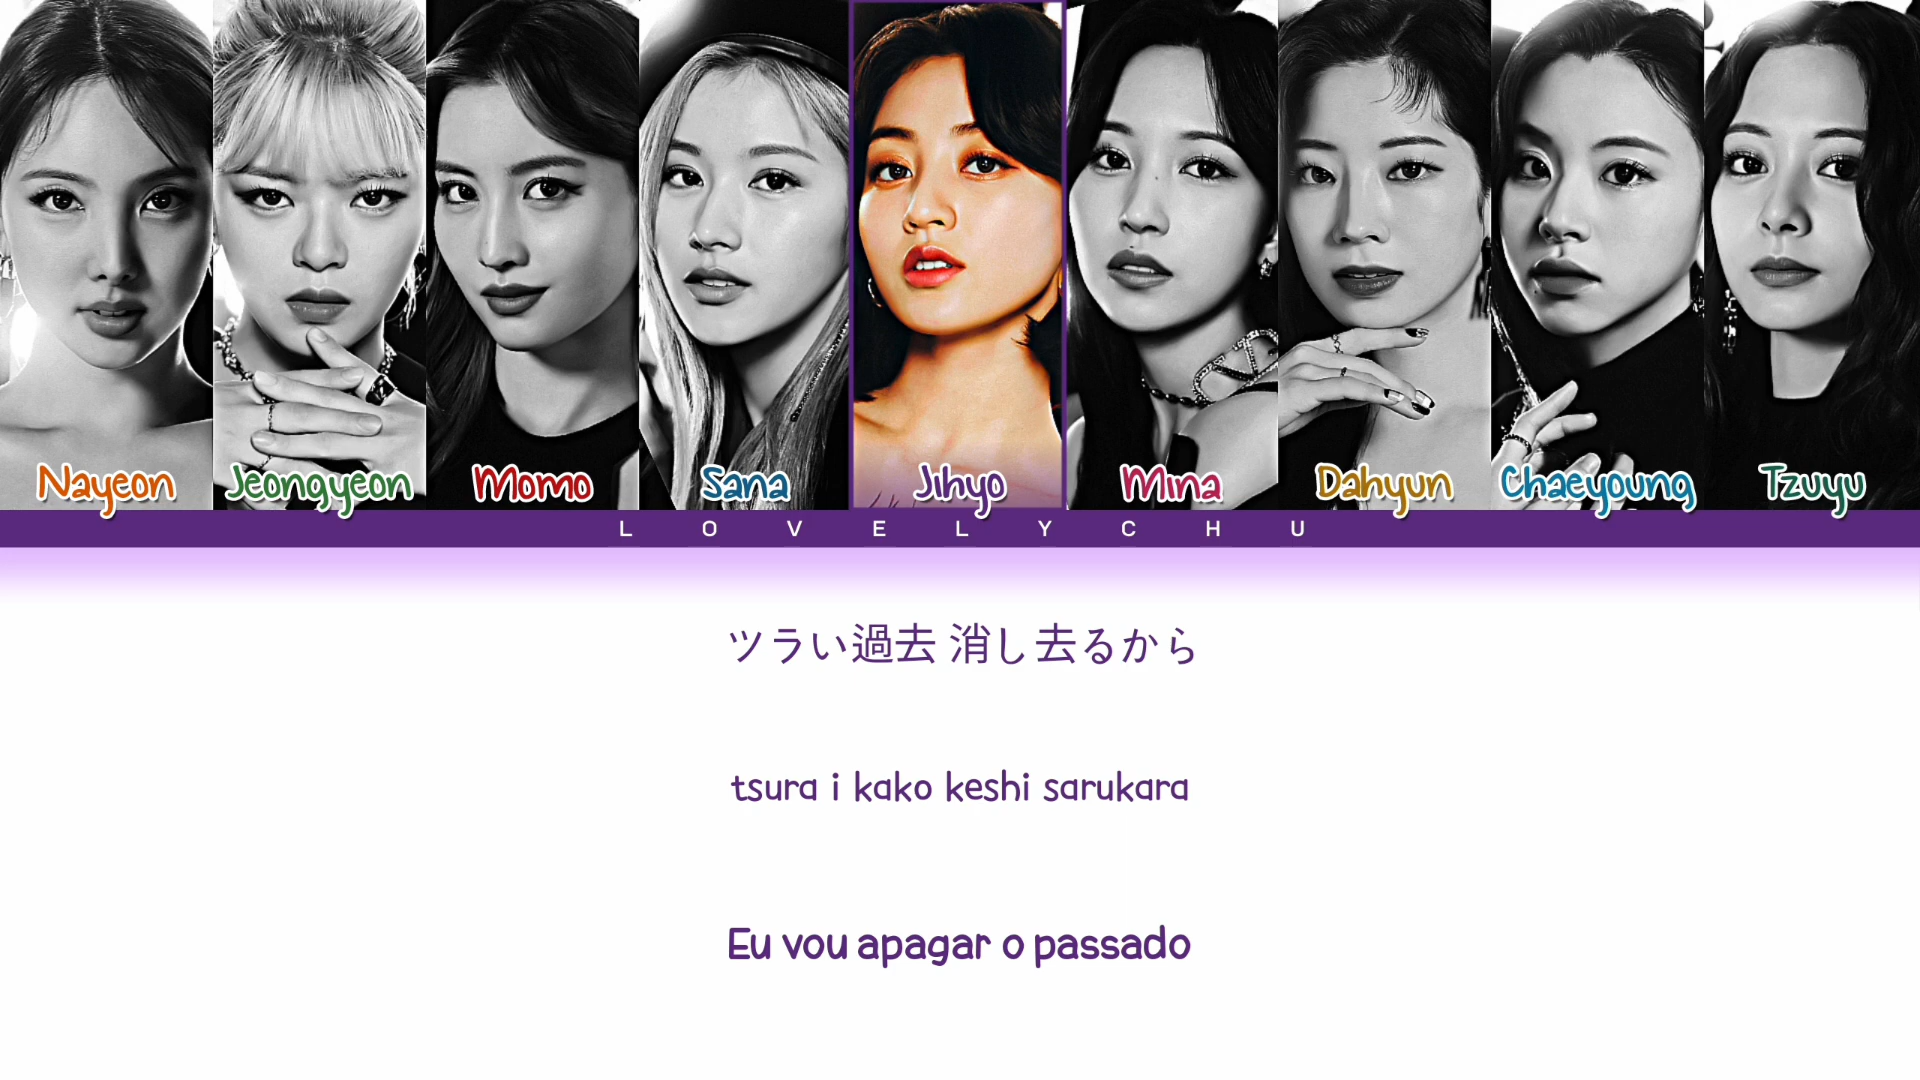 Nayeon Jeongyeon Momo Sana Jihyo Mina Dahyun Chaeyoung Tzuyu
LOVELYCHU
ツラい過去 消し去るから
tsura i kako keshi sarukara
Eu vou apagar o passado